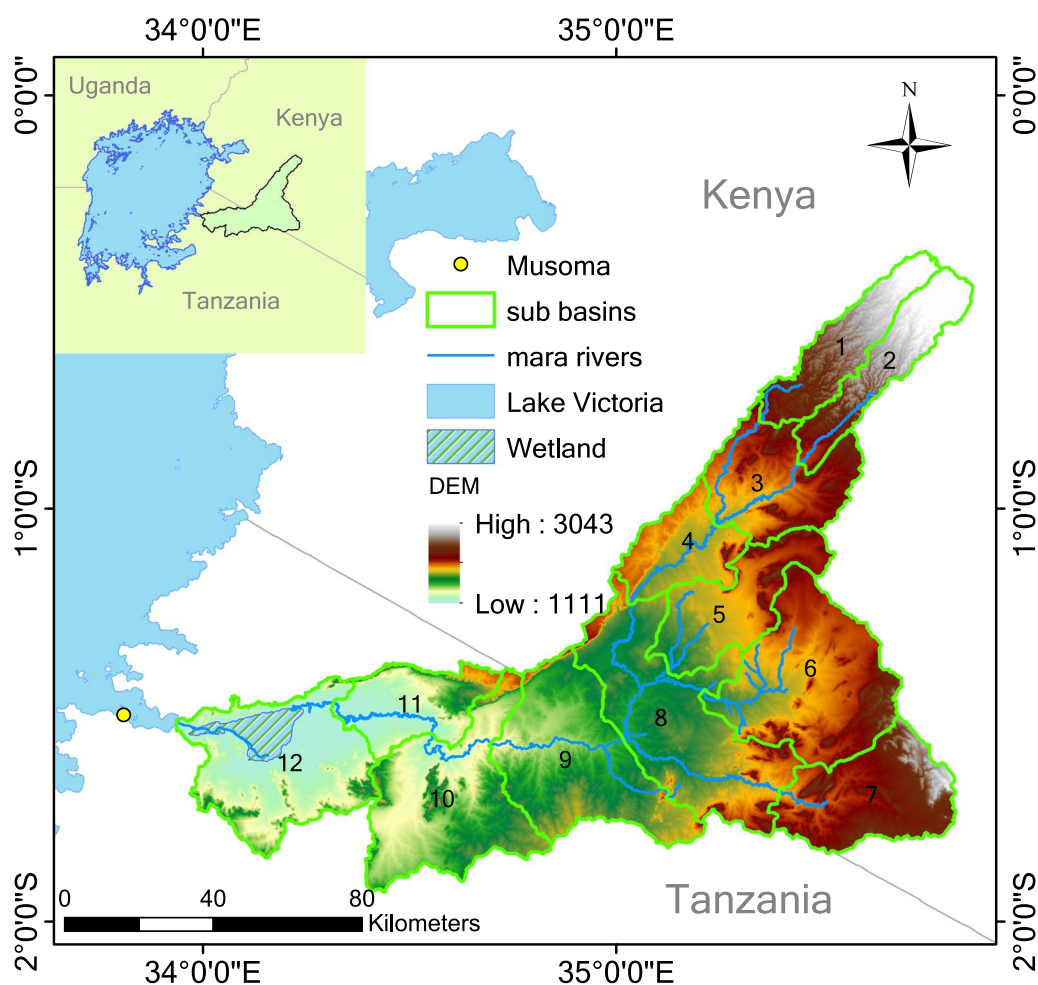 34°0'0"E
35°0'0"E
0°0'0"
0°0'0"
Uganda
Kenya
Tanzania
N
Kenya
Musoma
sub basins
mara rivers
Lake Victoria
Wetland
DEM
High : 3043
Low : 1111
1°0'0"S
1°0'0"S
1
2
3
4
5
6
7
8
9
10
11
12
Tanzania
0
40
80
Kilometers
2°0'0"S
2°0'0"S
34°0'0"E
35°0'0"E